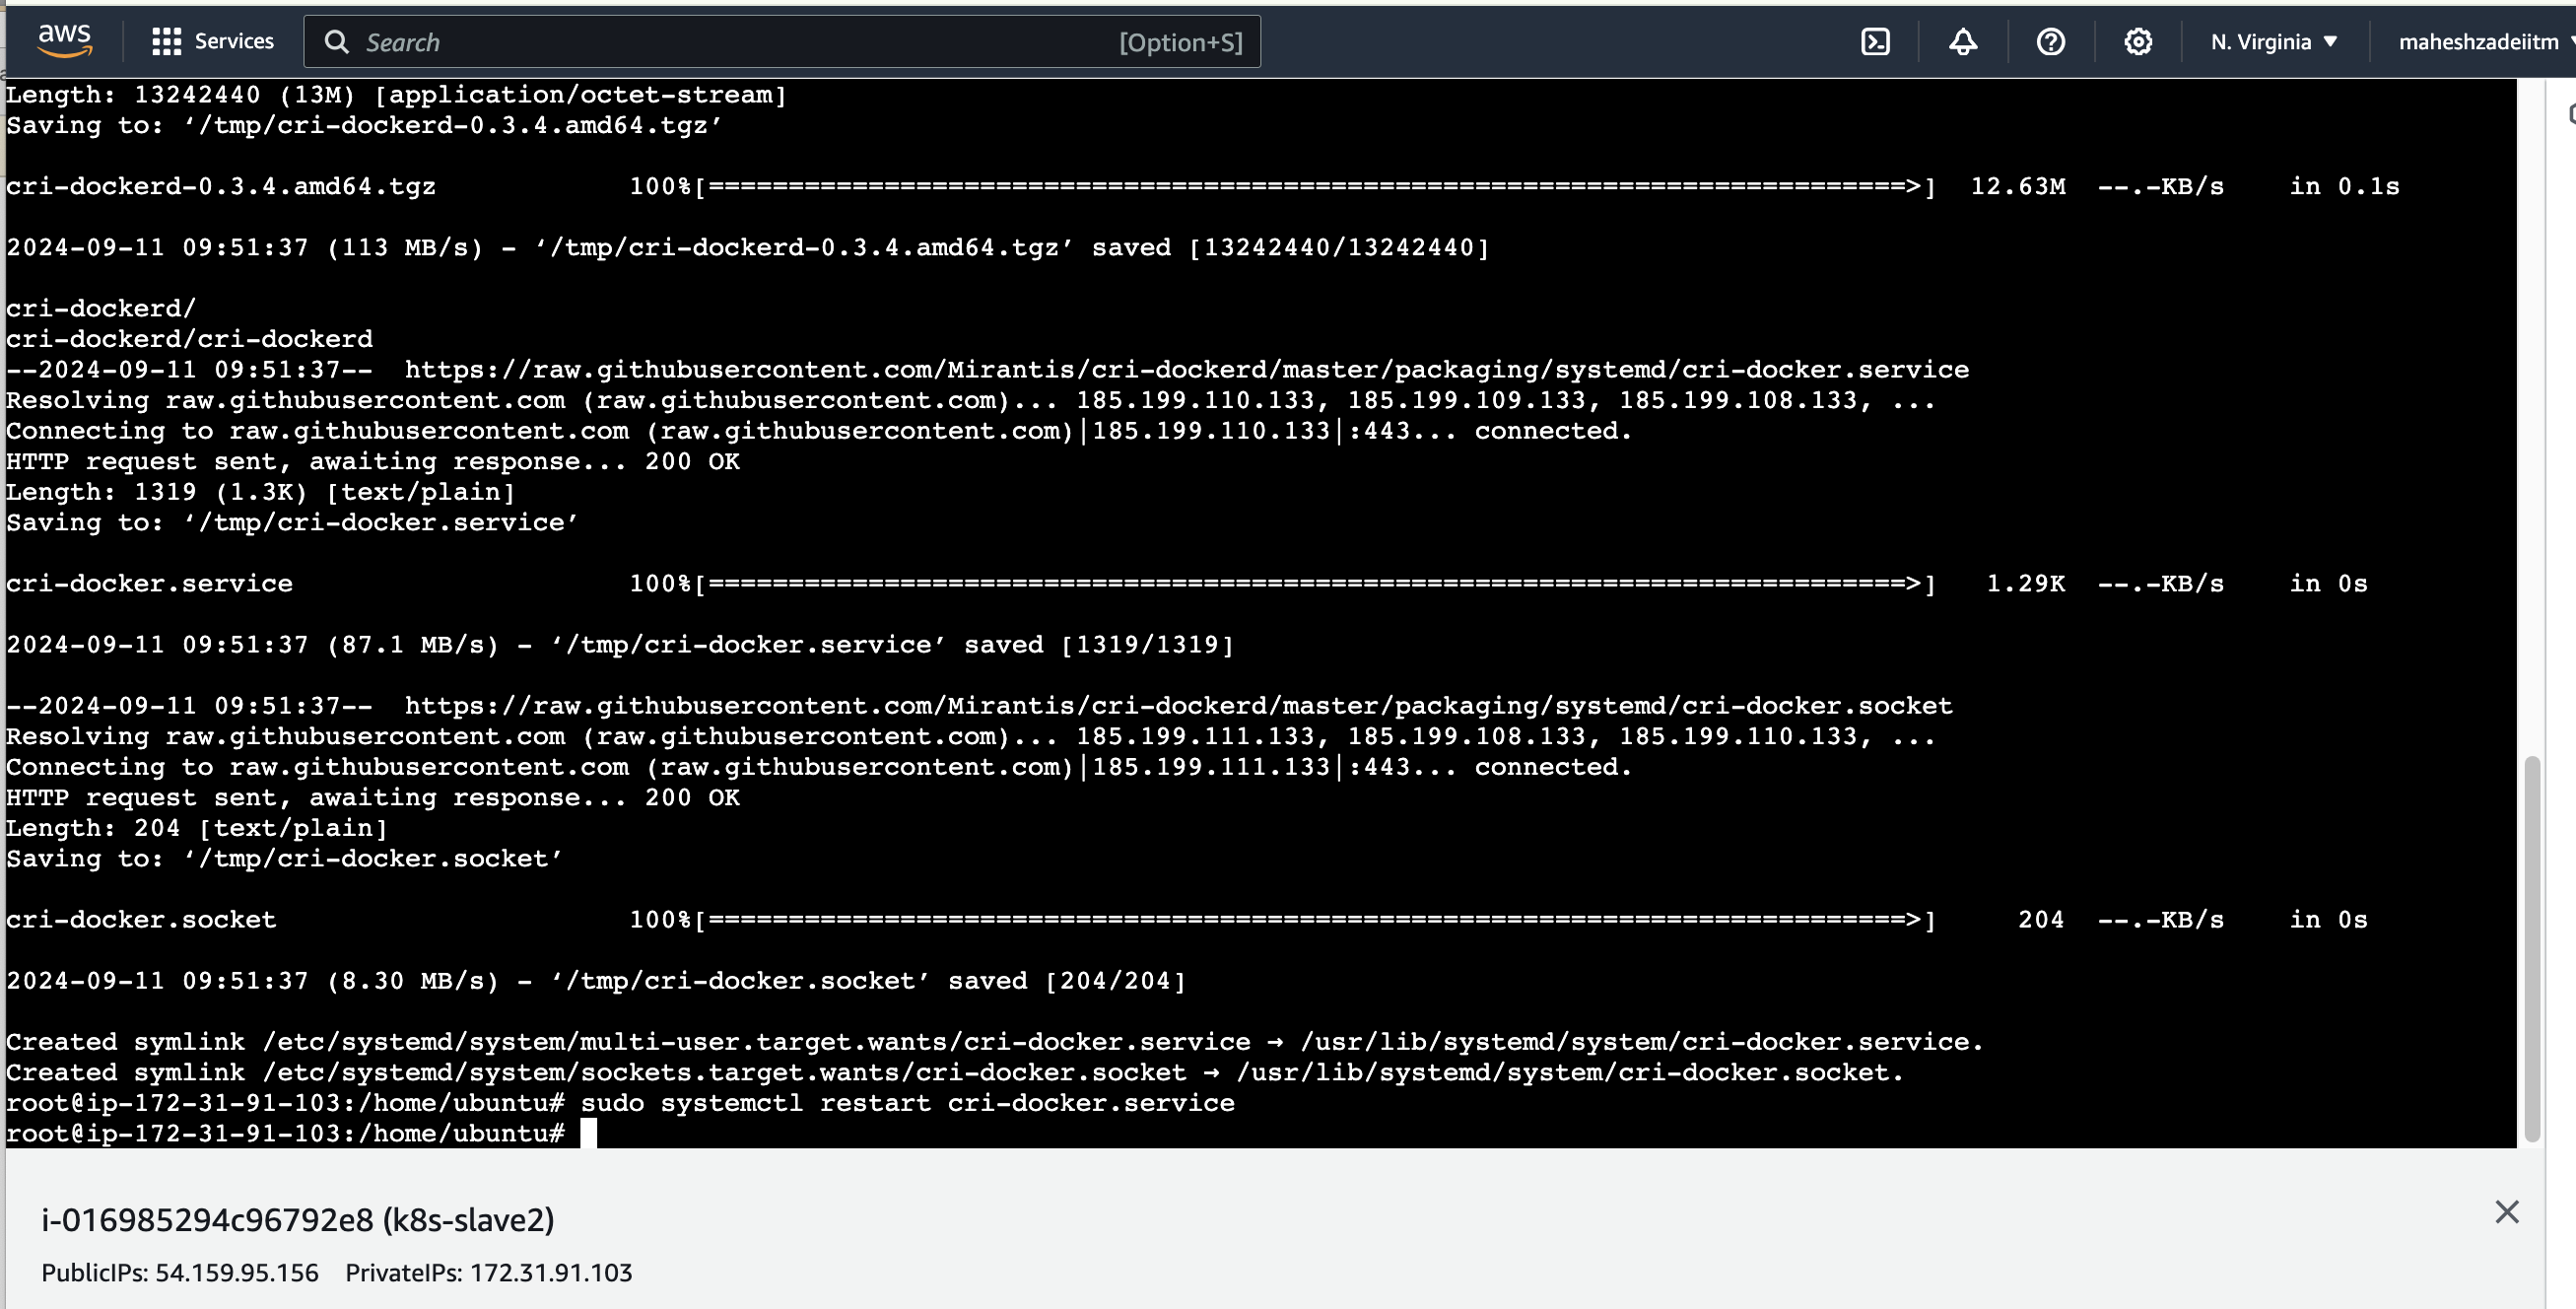 aws Services Search [Option+S] N. Virginia ▼ maheshzadeiitm
Length: 13242440 (13M) [application/octet-stream]
Saving to: ‘/tmp/cri-dockerd-0.3.4.amd64.tgz’
cri-dockerd-0.3.4.amd64.tgz 100%[===========================================================================>] 12.63M --.-KB/s in 0.1s
2024-09-11 09:51:37 (113 MB/s) - ‘/tmp/cri-dockerd-0.3.4.amd64.tgz’ saved [13242440/13242440]
cri-dockerd/
cri-dockerd/cri-dockerd
--2024-09-11 09:51:37-- https://raw.githubusercontent.com/Mirantis/cri-dockerd/master/packaging/systemd/cri-docker.service
Resolving raw.githubusercontent.com (raw.githubusercontent.com)... 185.199.110.133, 185.199.109.133, 185.199.108.133, ...
Connecting to raw.githubusercontent.com (raw.githubusercontent.com)|185.199.110.133|:443... connected.
HTTP request sent, awaiting response... 200 OK
Length: 1319 (1.3K) [text/plain]
Saving to: ‘/tmp/cri-docker.service’
cri-docker.service 100%[===========================================================================>] 1.29K --.-KB/s in 0s
2024-09-11 09:51:37 (87.1 MB/s) - ‘/tmp/cri-docker.service’ saved [1319/1319]
--2024-09-11 09:51:37-- https://raw.githubusercontent.com/Mirantis/cri-dockerd/master/packaging/systemd/cri-docker.socket
Resolving raw.githubusercontent.com (raw.githubusercontent.com)... 185.199.111.133, 185.199.108.133, 185.199.110.133, ...
Connecting to raw.githubusercontent.com (raw.githubusercontent.com)|185.199.111.133|:443... connected.
HTTP request sent, awaiting response... 200 OK
Length: 204 [text/plain]
Saving to: ‘/tmp/cri-docker.socket’
cri-docker.socket 100%[===========================================================================>] 204 --.-KB/s in 0s
2024-09-11 09:51:37 (8.30 MB/s) - ‘/tmp/cri-docker.socket’ saved [204/204]
Created symlink /etc/systemd/system/multi-user.target.wants/cri-docker.service → /usr/lib/systemd/system/cri-docker.service.
Created symlink /etc/systemd/system/sockets.target.wants/cri-docker.socket → /usr/lib/systemd/system/cri-docker.socket.
root@ip-172-31-91-103:/home/ubuntu# sudo systemctl restart cri-docker.service
root@ip-172-31-91-103:/home/ubuntu#
i-016985294c96792e8 (k8s-slave2)
PublicIPs: 54.159.95.156 PrivateIPs: 172.31.91.103